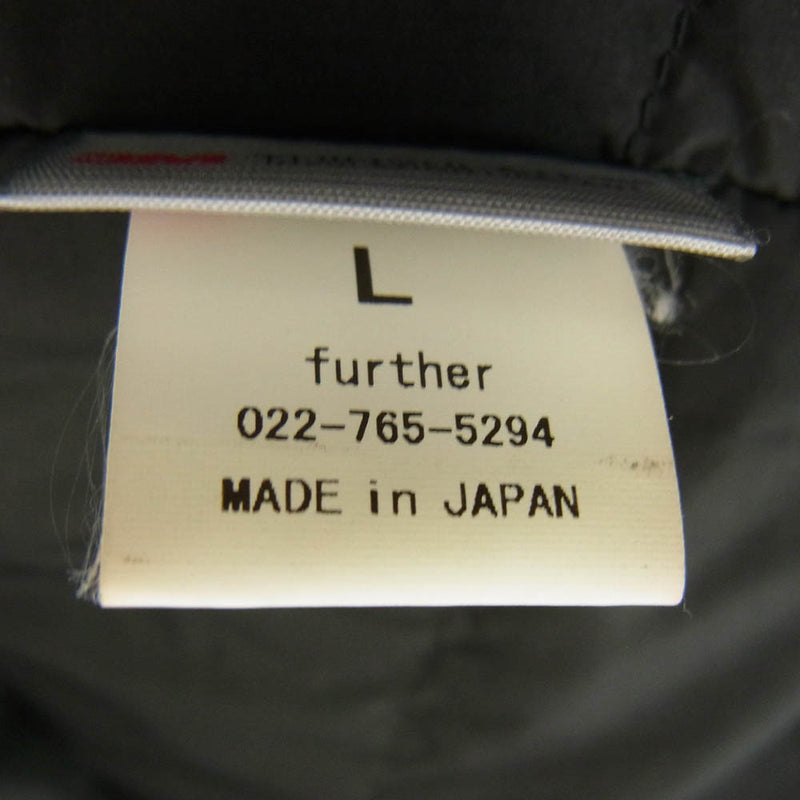 L
further
022-765-5294
MADE in JAPAN